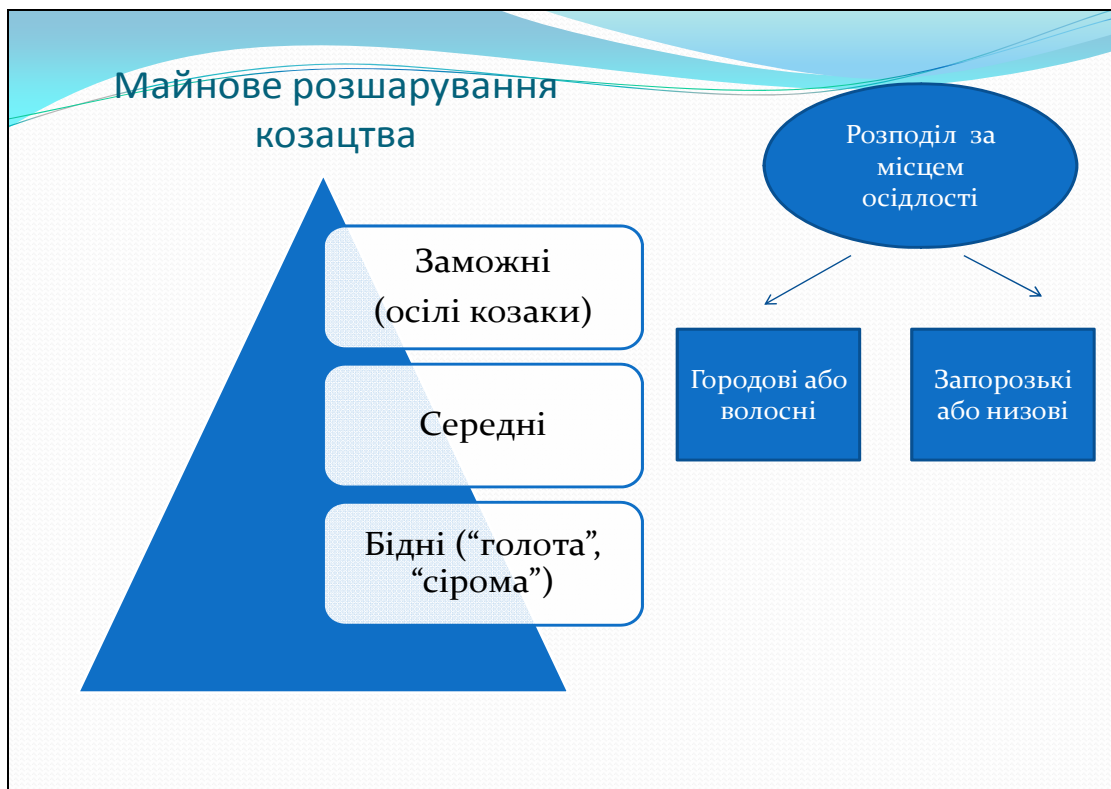 Майнове розшарування
козацтва
Заможні
(осілі козаки)
Середні
Бідні (“голота”,
“сірома”)
Розподіл за
місцем
осідлості
Городові або
волосні
Запорозькі
або низові